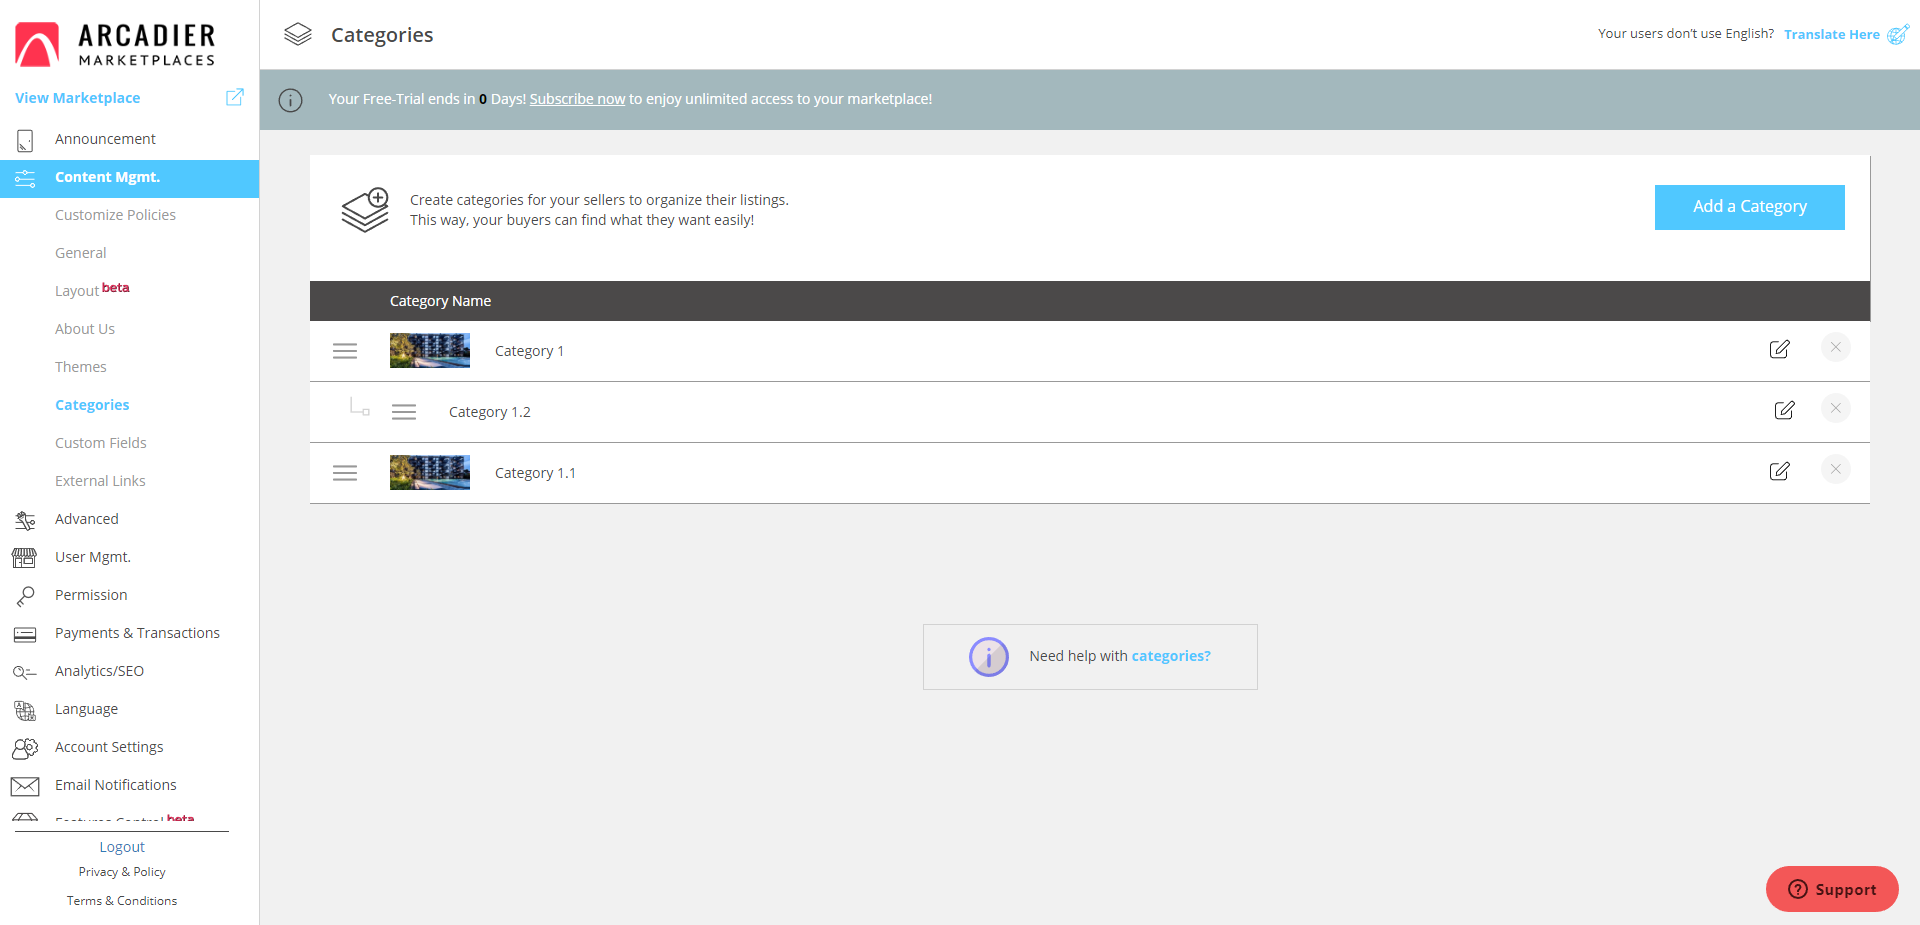 ARCADIER
MARKETPLACES
Categories
Your users don't use English? Translate Here
View Marketplace
Your Free-Trial ends in 0 Days! Subscribe now to enjoy unlimited access to your marketplace!
Announcement
Content Mgmt.
Customize Policies
General
Layout beta
About Us
Themes
Categories
Custom Fields
External Links
Advanced
User Mgmt.
Permission
Payments & Transactions
Analytics/SEO
Language
Account Settings
Email Notifications
Features Control beta
Logout
Privacy & Policy
Terms & Conditions
Create categories for your sellers to organize their listings.
This way, your buyers can find what they want easily!
Add a Category
Category Name
Category 1
Category 1.2
Category 1.1
Need help with categories?
Support